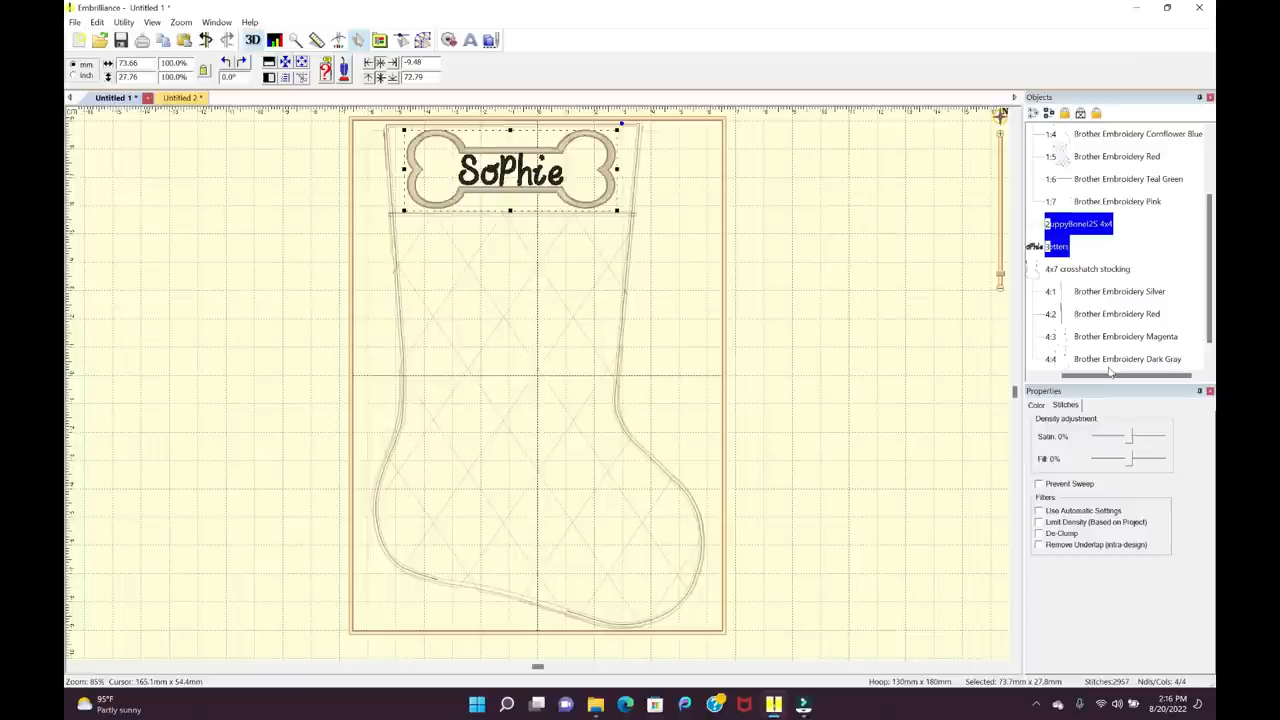 Embrilliance - Untitled 1 *
File Edit Utility View Zoom Window Help
3D
mm 73.66 100.0% -9.48
inch 27.76 100.0% 0.0° 72.79
Untitled 1 * Untitled 2 *
Objects
1:4 Brother Embroidery Cornflower Blue
1:5 Brother Embroidery Red
1:6 Brother Embroidery Teal Green
1:7 Brother Embroidery Pink
2uppyBoneI2S 4x4
3etters
4x7 crosshatch stocking
4:1 Brother Embroidery Silver
4:2 Brother Embroidery Red
4:3 Brother Embroidery Magenta
4:4 Brother Embroidery Dark Gray
Sophie
Properties
Color Stitches
Density adjustment
Satin: 0%
Fill: 0%
Prevent Sweep
Filters:
Use Automatic Settings
Limit Density (Based on Project)
De-Clump
Remove Underlap (intra-design)
Zoom: 85% Cursor: 165.1mm x 54.4mm Hoop: 130mm x 180mm Selected: 73.7mm x 27.8mm Stitches:2957 Ndls/Cols: 4/4
95°F
Partly sunny
2:16 PM
8/20/2022